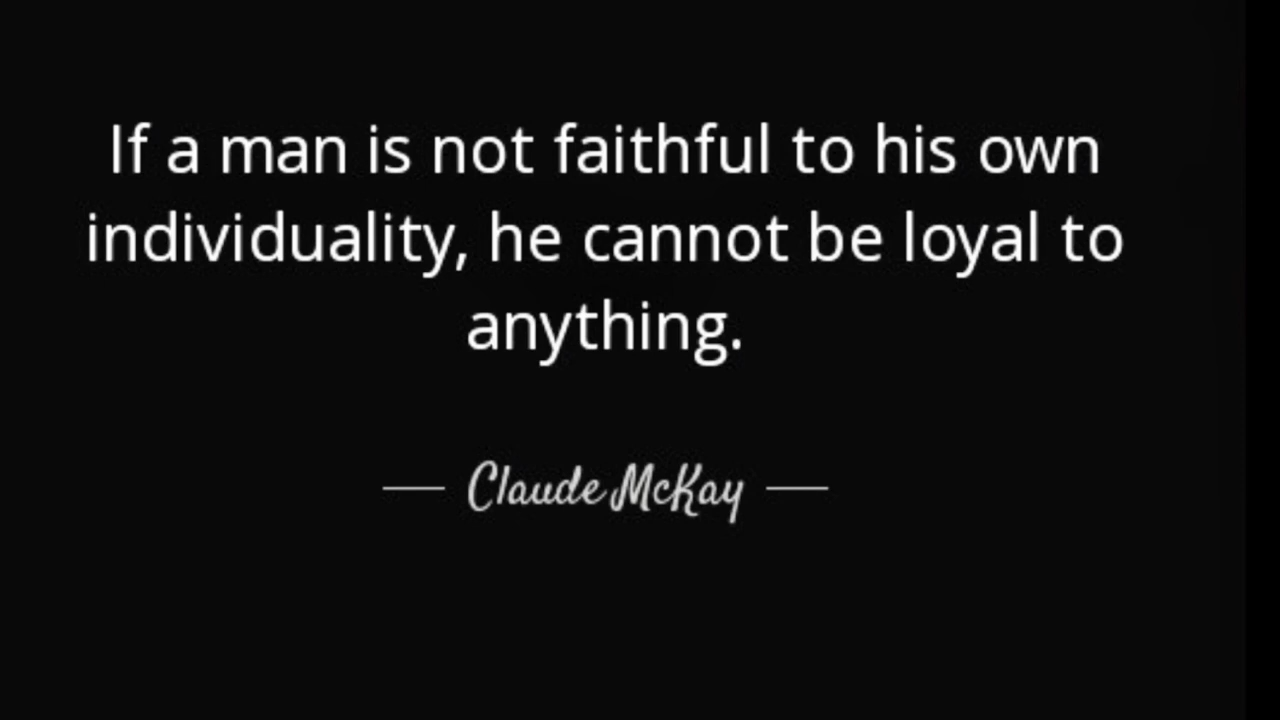 If a man is not faithful to his own
individuality, he cannot be loyal to
anything.
— Claude McKay —